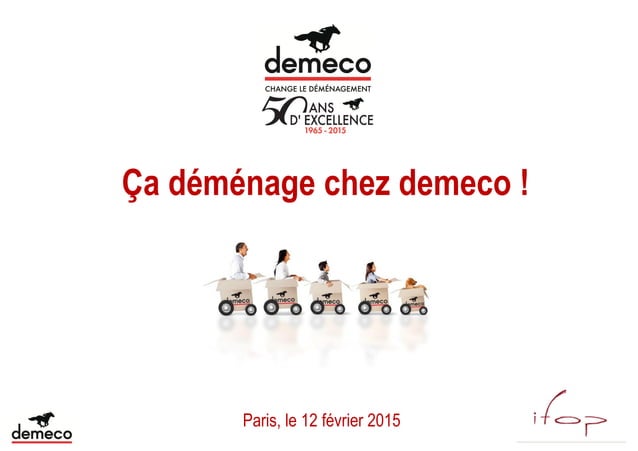 demeco
CHANGE LE DÉMÉNAGEMENT
50 ANS
D'EXCELLENCE
1965 - 2015
Ça déménage chez demeco !
demeco demeco demeco demeco demeco
Paris, le 12 février 2015
demeco
ifop